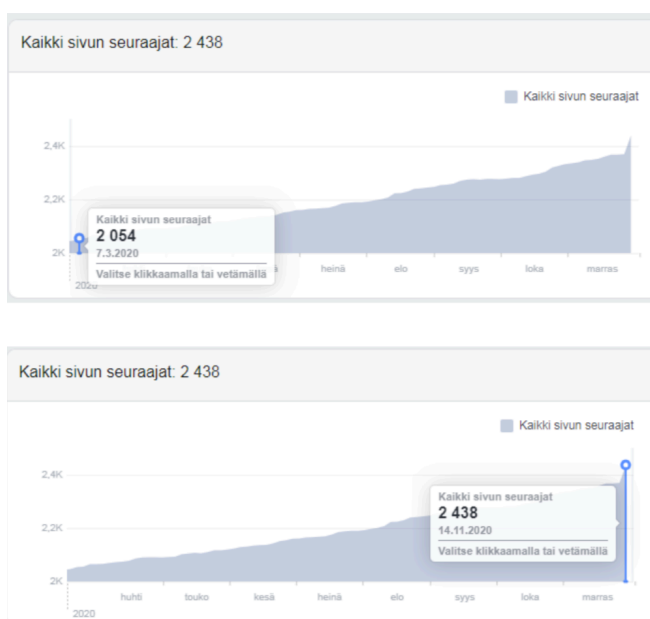 Kaikki sivun seuraajat: 2 438
Kaikki sivun seuraajat
2,4K
2,2K
Kaikki sivun seuraajat
2 054
7.3.2020
Valitse klikkaamalla tai vetämällä
2K
heinä elo syys loka marras
2020
Kaikki sivun seuraajat: 2 438
Kaikki sivun seuraajat
2,4K
Kaikki sivun seuraajat
2 438
14.11.2020
Valitse klikkaamalla tai vetämällä
2,2K
2K
huhti touko kesä heinä elo syys loka marras
2020